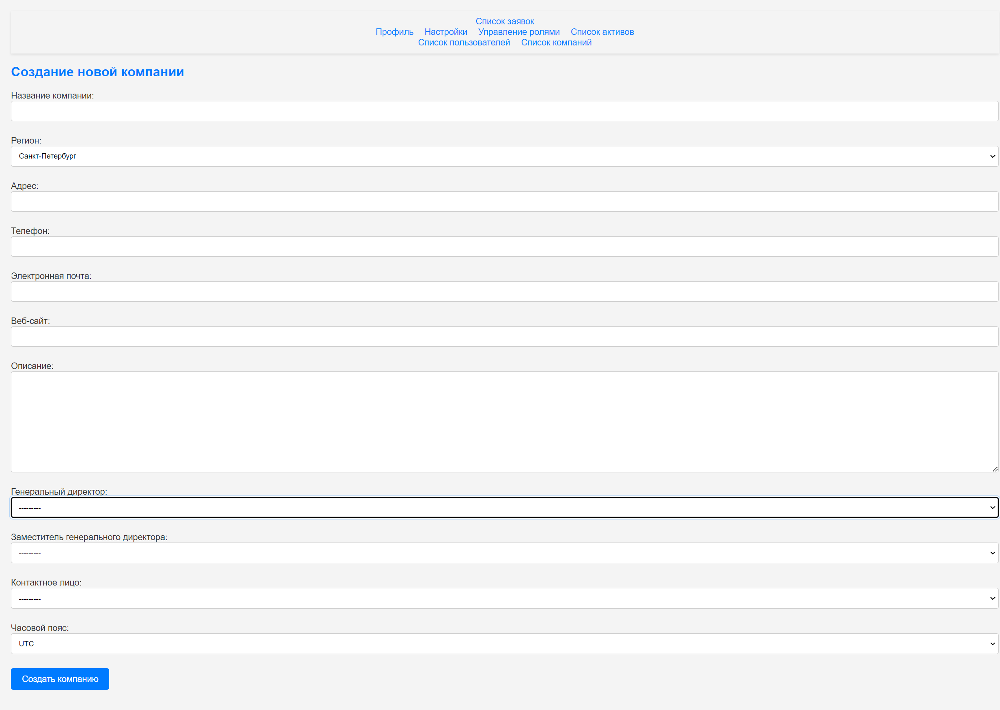 Список заявок
Профиль Настройки Управление ролями Список активов
Список пользователей Список компаний
Создание новой компании
Название компании:
Регион:
Санкт-Петербург
Адрес:
Телефон:
Электронная почта:
Веб-сайт:
Описание:
Генеральный директор:
---------
Заместитель генерального директора:
---------
Контактное лицо:
---------
Часовой пояс:
UTC
Создать компанию